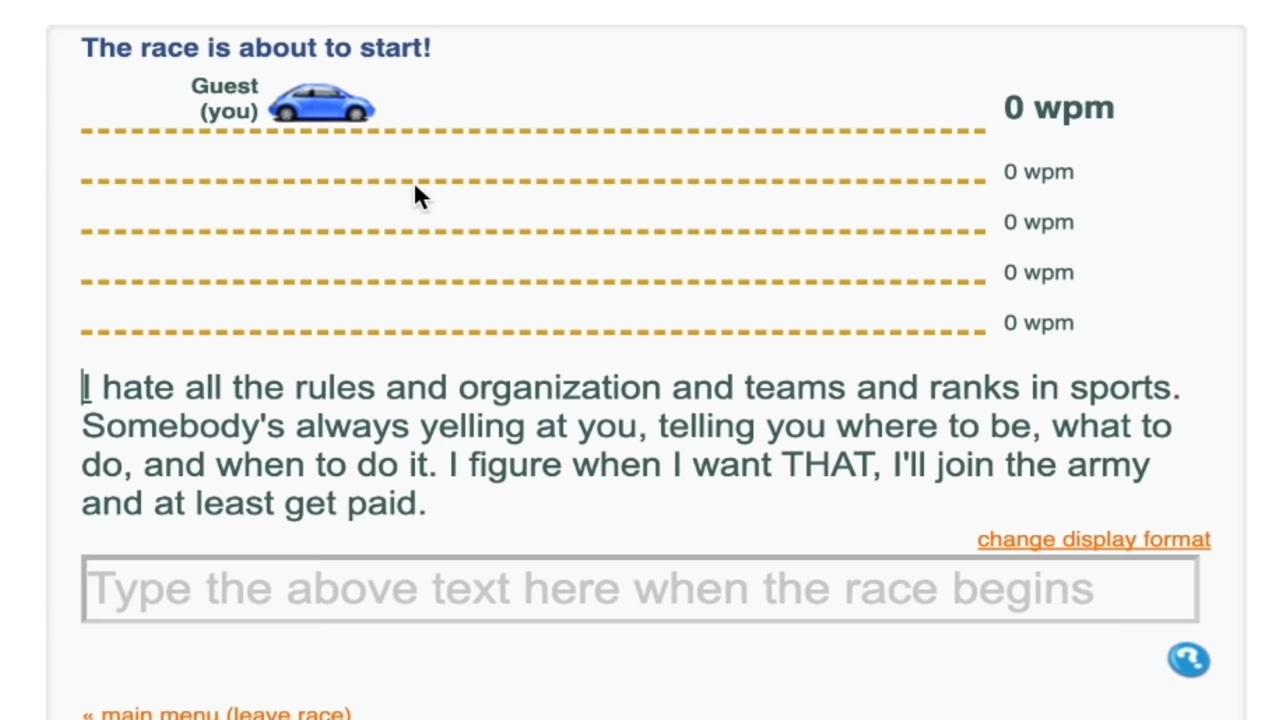 The race is about to start!
Guest
(you)
0 wpm
0 wpm
0 wpm
0 wpm
0 wpm
I hate all the rules and organization and teams and ranks in sports.
Somebody's always yelling at you, telling you where to be, what to
do, and when to do it. I figure when I want THAT, I'll join the army
and at least get paid.
change display format
Type the above text here when the race begins
?
« main menu (leave race)